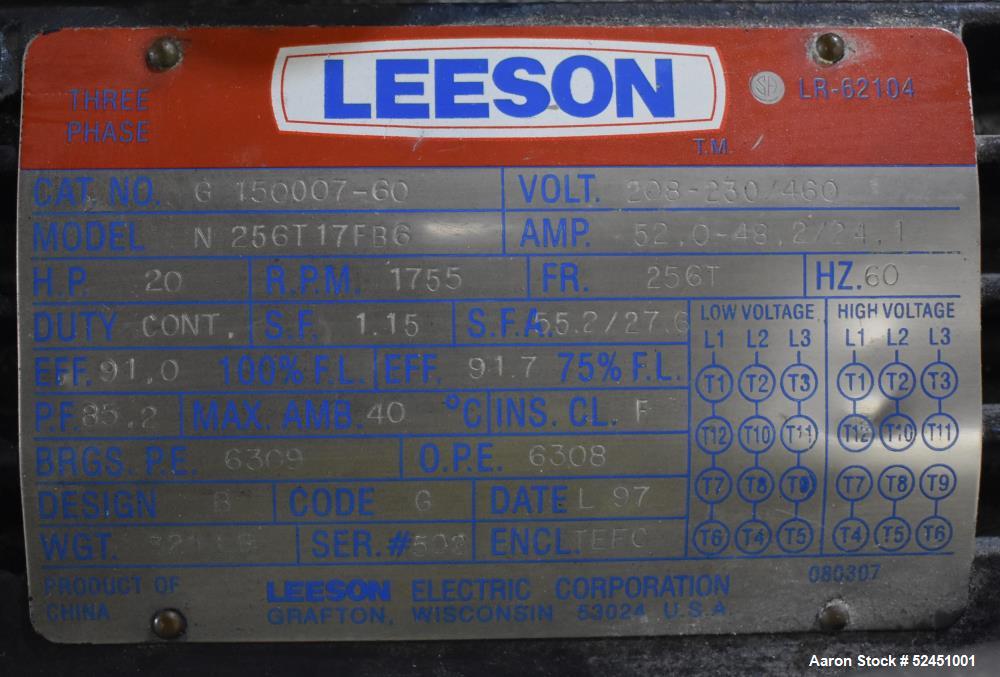 THREE PHASE
LEESON
T.M.
LR-62104
CAT. NO. G 150007-60 VOLT. 208-230/460
MODEL N 256T17FB6 AMP. 52.0-48.2/24.1
H.P. 20 R.P.M. 1755 FR. 256T HZ. 60
DUTY CONT. S.F. 1.15 S.F.A. 55.2/27.6
EFF. 91.0 100% F.L. EFF. 91.7 75% F.L.
P.F. 85.2 MAX. AMB. 40 °C INS. CL. F
BRGS. P.E. 6309 O.P.E. 6308
DESIGN B CODE G DATE L 97
WGT. SER.# ENCL. TEFC
LOW VOLTAGE
L1 L2 L3
T1 T2 T3
T12 T10 T11
T7 T8 T9
T6 T4 T5
HIGH VOLTAGE
L1 L2 L3
T1 T2 T3
T12 T10 T11
T7 T8 T9
T4 T5 T6
080307
PRODUCT OF CHINA
LEESON ELECTRIC CORPORATION
GRAFTON, WISCONSIN 53024 U.S.A.
Aaron Stock # 52451001